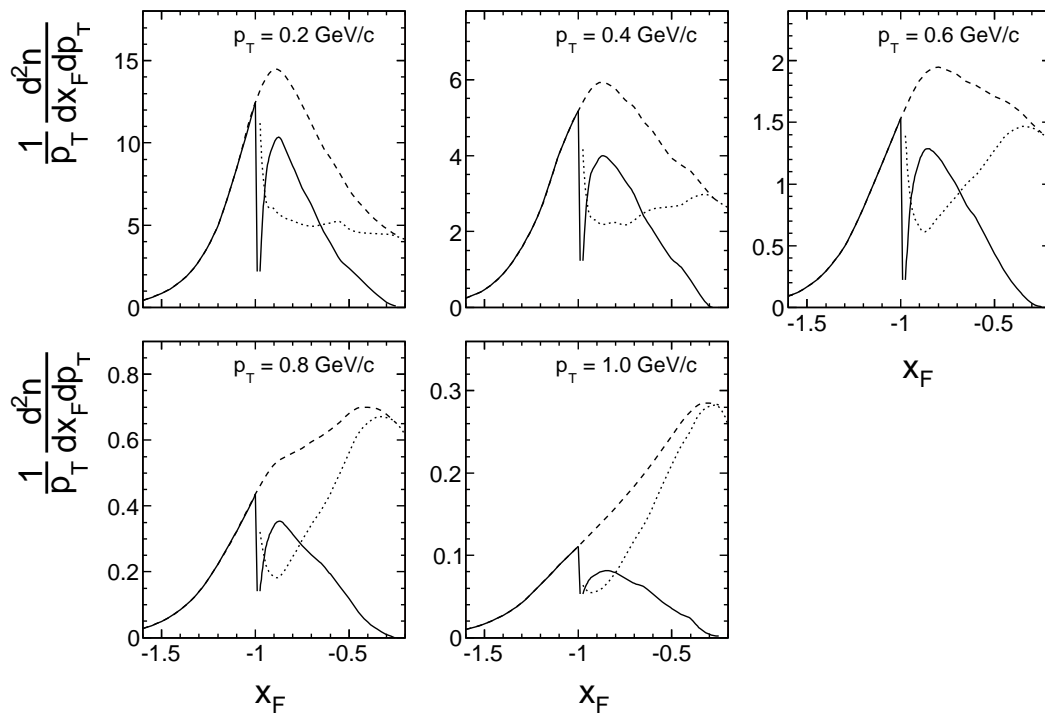 1/p_T d²n/dx_F dp_T
p_T = 0.2 GeV/c
p_T = 0.4 GeV/c
p_T = 0.6 GeV/c
15
10
5
0
6
4
2
0
2
1.5
1
0.5
0
-1.5 -1 -0.5
x_F
1/p_T d²n/dx_F dp_T
p_T = 0.8 GeV/c
p_T = 1.0 GeV/c
0.8
0.6
0.4
0.2
0
0.3
0.2
0.1
0
-1.5 -1 -0.5
-1.5 -1 -0.5
x_F
x_F